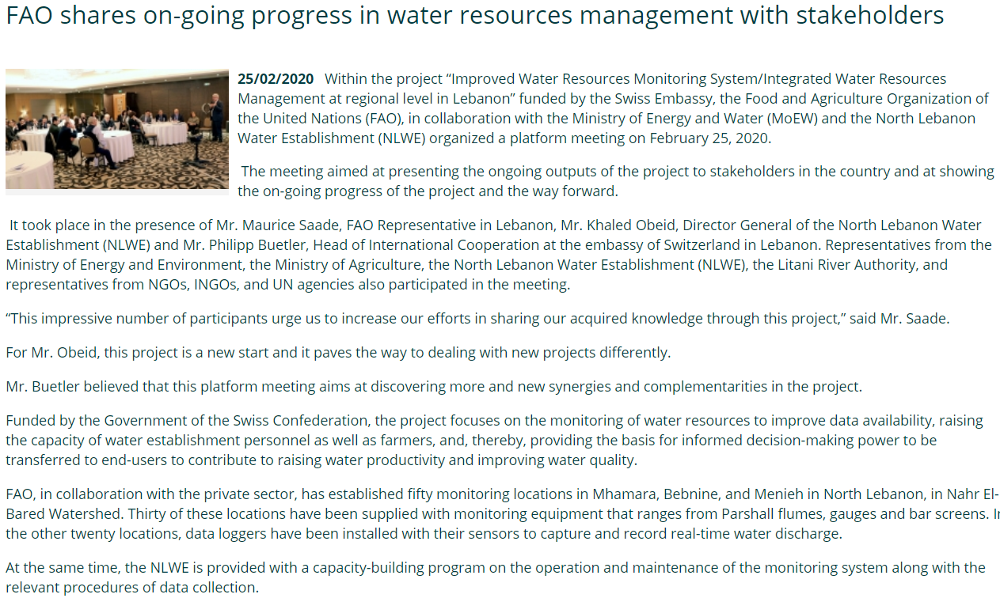 FAO shares on-going progress in water resources management with stakeholders
25/02/2020 Within the project “Improved Water Resources Monitoring System/Integrated Water Resources
Management at regional level in Lebanon” funded by the Swiss Embassy, the Food and Agriculture Organization of
the United Nations (FAO), in collaboration with the Ministry of Energy and Water (MoEW) and the North Lebanon
Water Establishment (NLWE) organized a platform meeting on February 25, 2020.
The meeting aimed at presenting the ongoing outputs of the project to stakeholders in the country and at showing
the on-going progress of the project and the way forward.
It took place in the presence of Mr. Maurice Saade, FAO Representative in Lebanon, Mr. Khaled Obeid, Director General of the North Lebanon Water
Establishment (NLWE) and Mr. Philipp Buetler, Head of International Cooperation at the embassy of Switzerland in Lebanon. Representatives from the
Ministry of Energy and Environment, the Ministry of Agriculture, the North Lebanon Water Establishment (NLWE), the Litani River Authority, and
representatives from NGOs, INGOs, and UN agencies also participated in the meeting.
“This impressive number of participants urge us to increase our efforts in sharing our acquired knowledge through this project,” said Mr. Saade.
For Mr. Obeid, this project is a new start and it paves the way to dealing with new projects differently.
Mr. Buetler believed that this platform meeting aims at discovering more and new synergies and complementarities in the project.
Funded by the Government of the Swiss Confederation, the project focuses on the monitoring of water resources to improve data availability, raising
the capacity of water establishment personnel as well as farmers, and, thereby, providing the basis for informed decision-making power to be
transferred to end-users to contribute to raising water productivity and improving water quality.
FAO, in collaboration with the private sector, has established fifty monitoring locations in Mhamara, Bebnine, and Menieh in North Lebanon, in Nahr El-
Bared Watershed. Thirty of these locations have been supplied with monitoring equipment that ranges from Parshall flumes, gauges and bar screens.
the other twenty locations, data loggers have been installed with their sensors to capture and record real-time water discharge.
At the same time, the NLWE is provided with a capacity-building program on the operation and maintenance of the monitoring system along with the
relevant procedures of data collection.